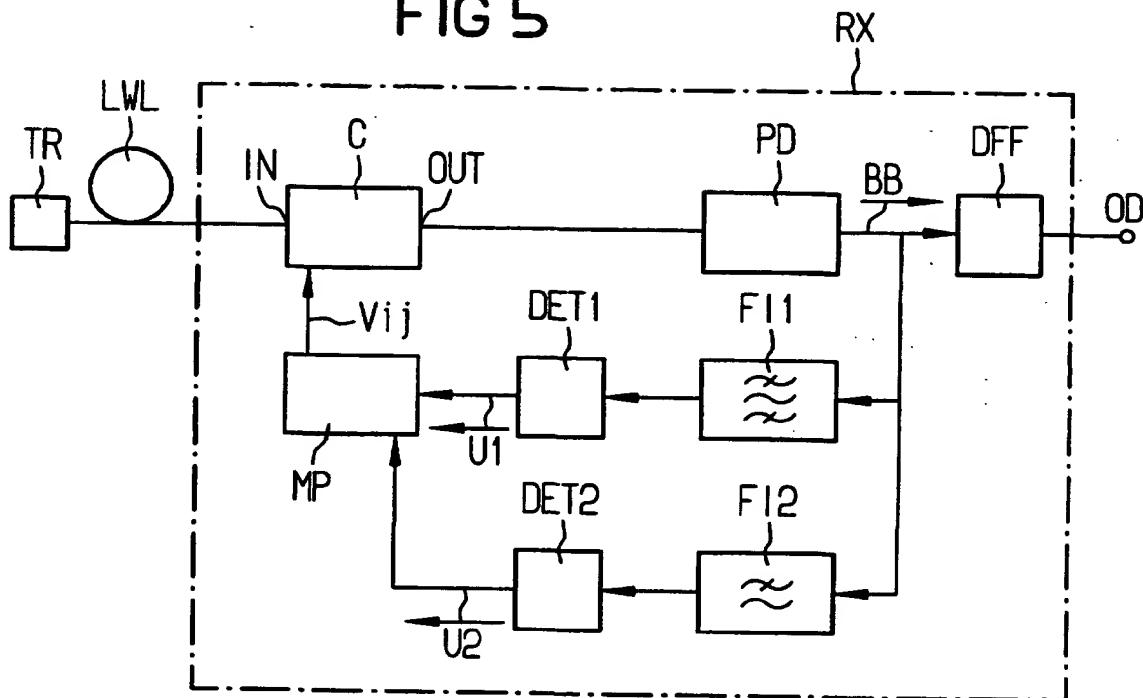 FIG 5
RX
LWL
TR
IN
C
OUT
PD
BB
DFF
OD
Vij
DET1
FI1
U1
MP
DET2
FI2
U2